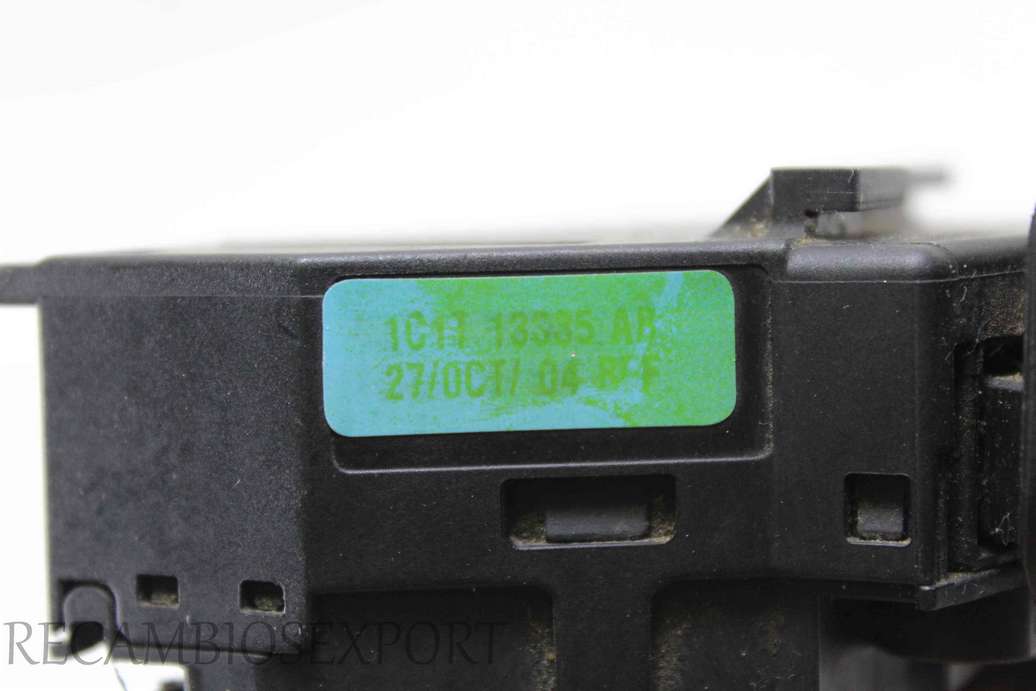 1C1T 13335 AB
27/OCT/ 04
RECAMBIOSEXPORT